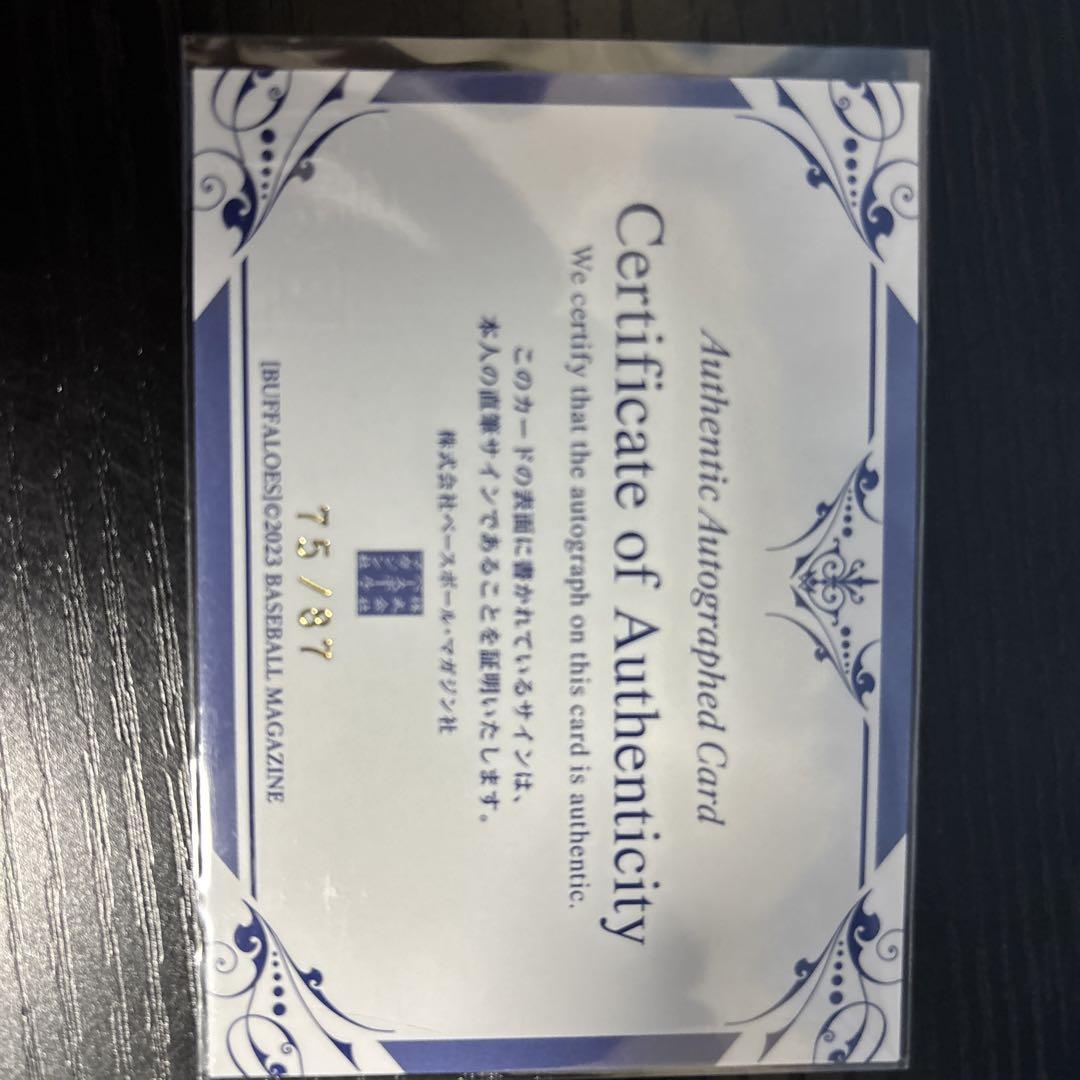 Authentic Autographed Card
Certificate of Authenticity
We certify that the autograph on this card is authentic.
このカードの表面に書かれているサインは、
本人の直筆サインであることを証明いたします。
株式会社ベースボール・マガジン社
75/87
[BUFFALOES]©2023 BASEBALL MAGAZINE